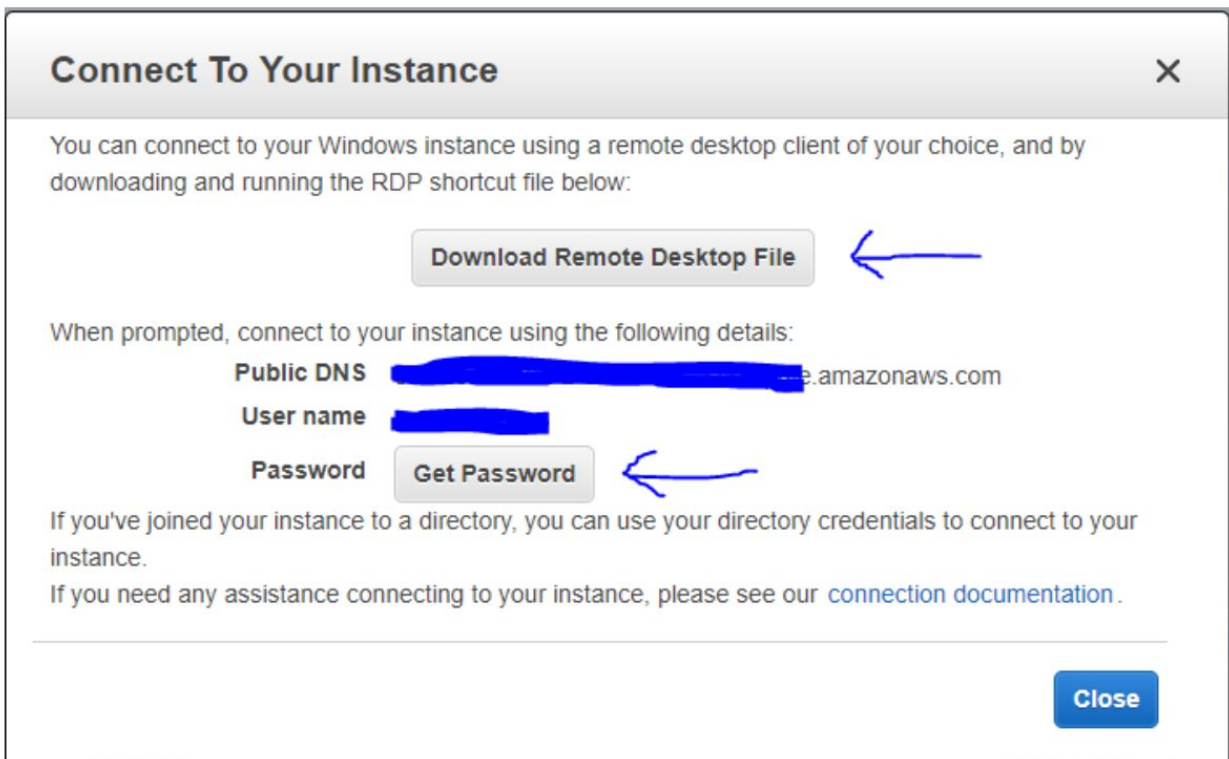 Connect To Your Instance
You can connect to your Windows instance using a remote desktop client of your choice, and by
downloading and running the RDP shortcut file below:
Download Remote Desktop File
When prompted, connect to your instance using the following details:
Public DNS e.amazonaws.com
User name
Password Get Password
If you've joined your instance to a directory, you can use your directory credentials to connect to your
instance.
If you need any assistance connecting to your instance, please see our connection documentation.
Close